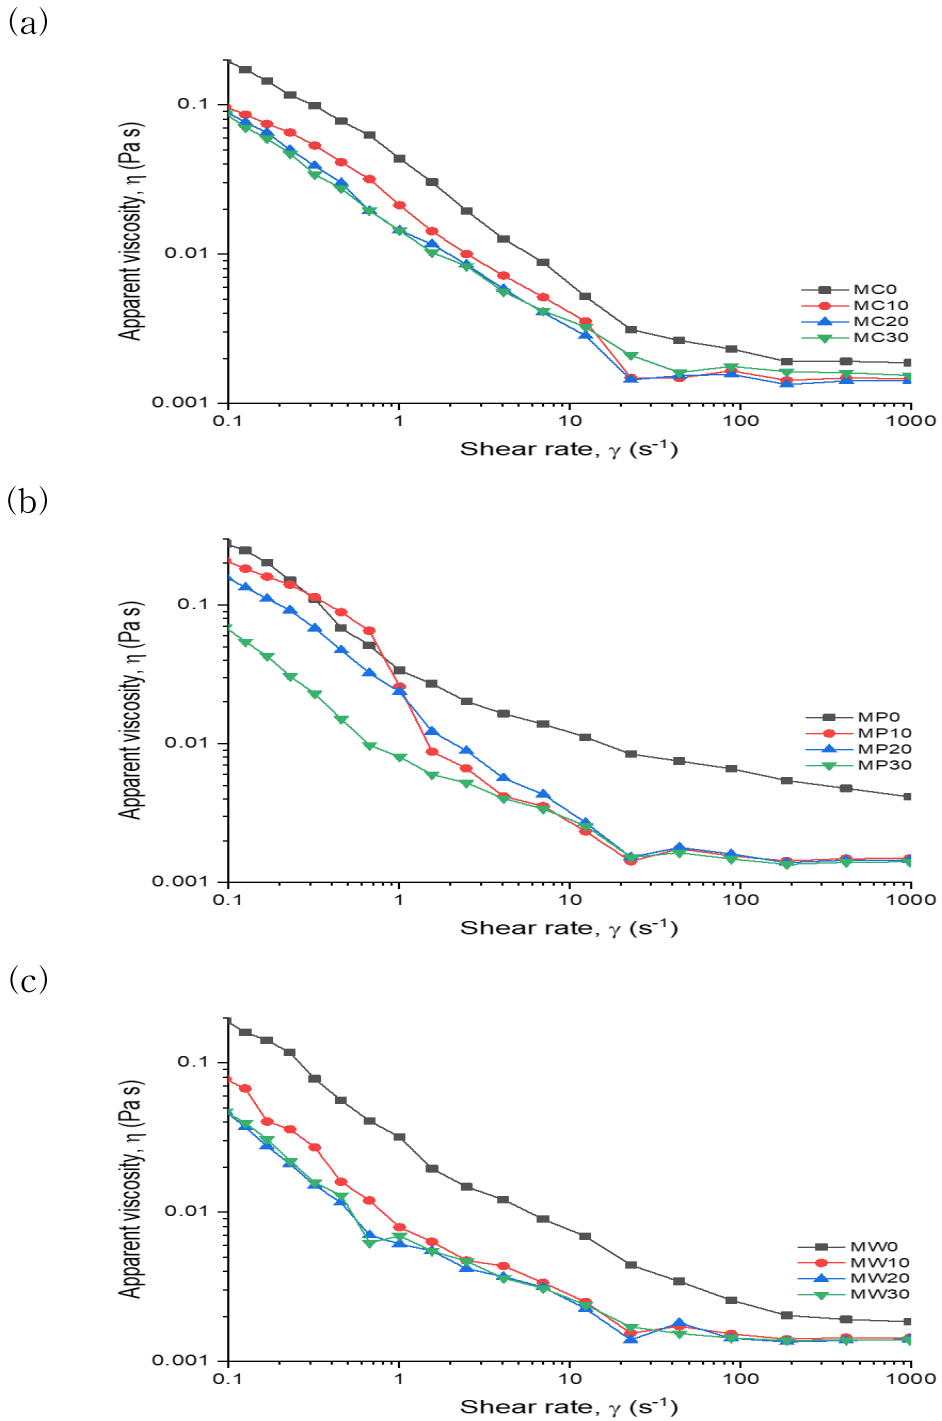 (a)
Apparent viscosity, η (Pa s)
0.1
0.01
0.001
MC0
MC10
MC20
MC30
0.1 1 10 100 1000
Shear rate, γ (s⁻¹)
(b)
Apparent viscosity, η (Pa s)
0.1
0.01
0.001
MP0
MP10
MP20
MP30
0.1 1 10 100 1000
Shear rate, γ (s⁻¹)
(c)
Apparent viscosity, η (Pa s)
0.1
0.01
0.001
MW0
MW10
MW20
MW30
0.1 1 10 100 1000
Shear rate, γ (s⁻¹)